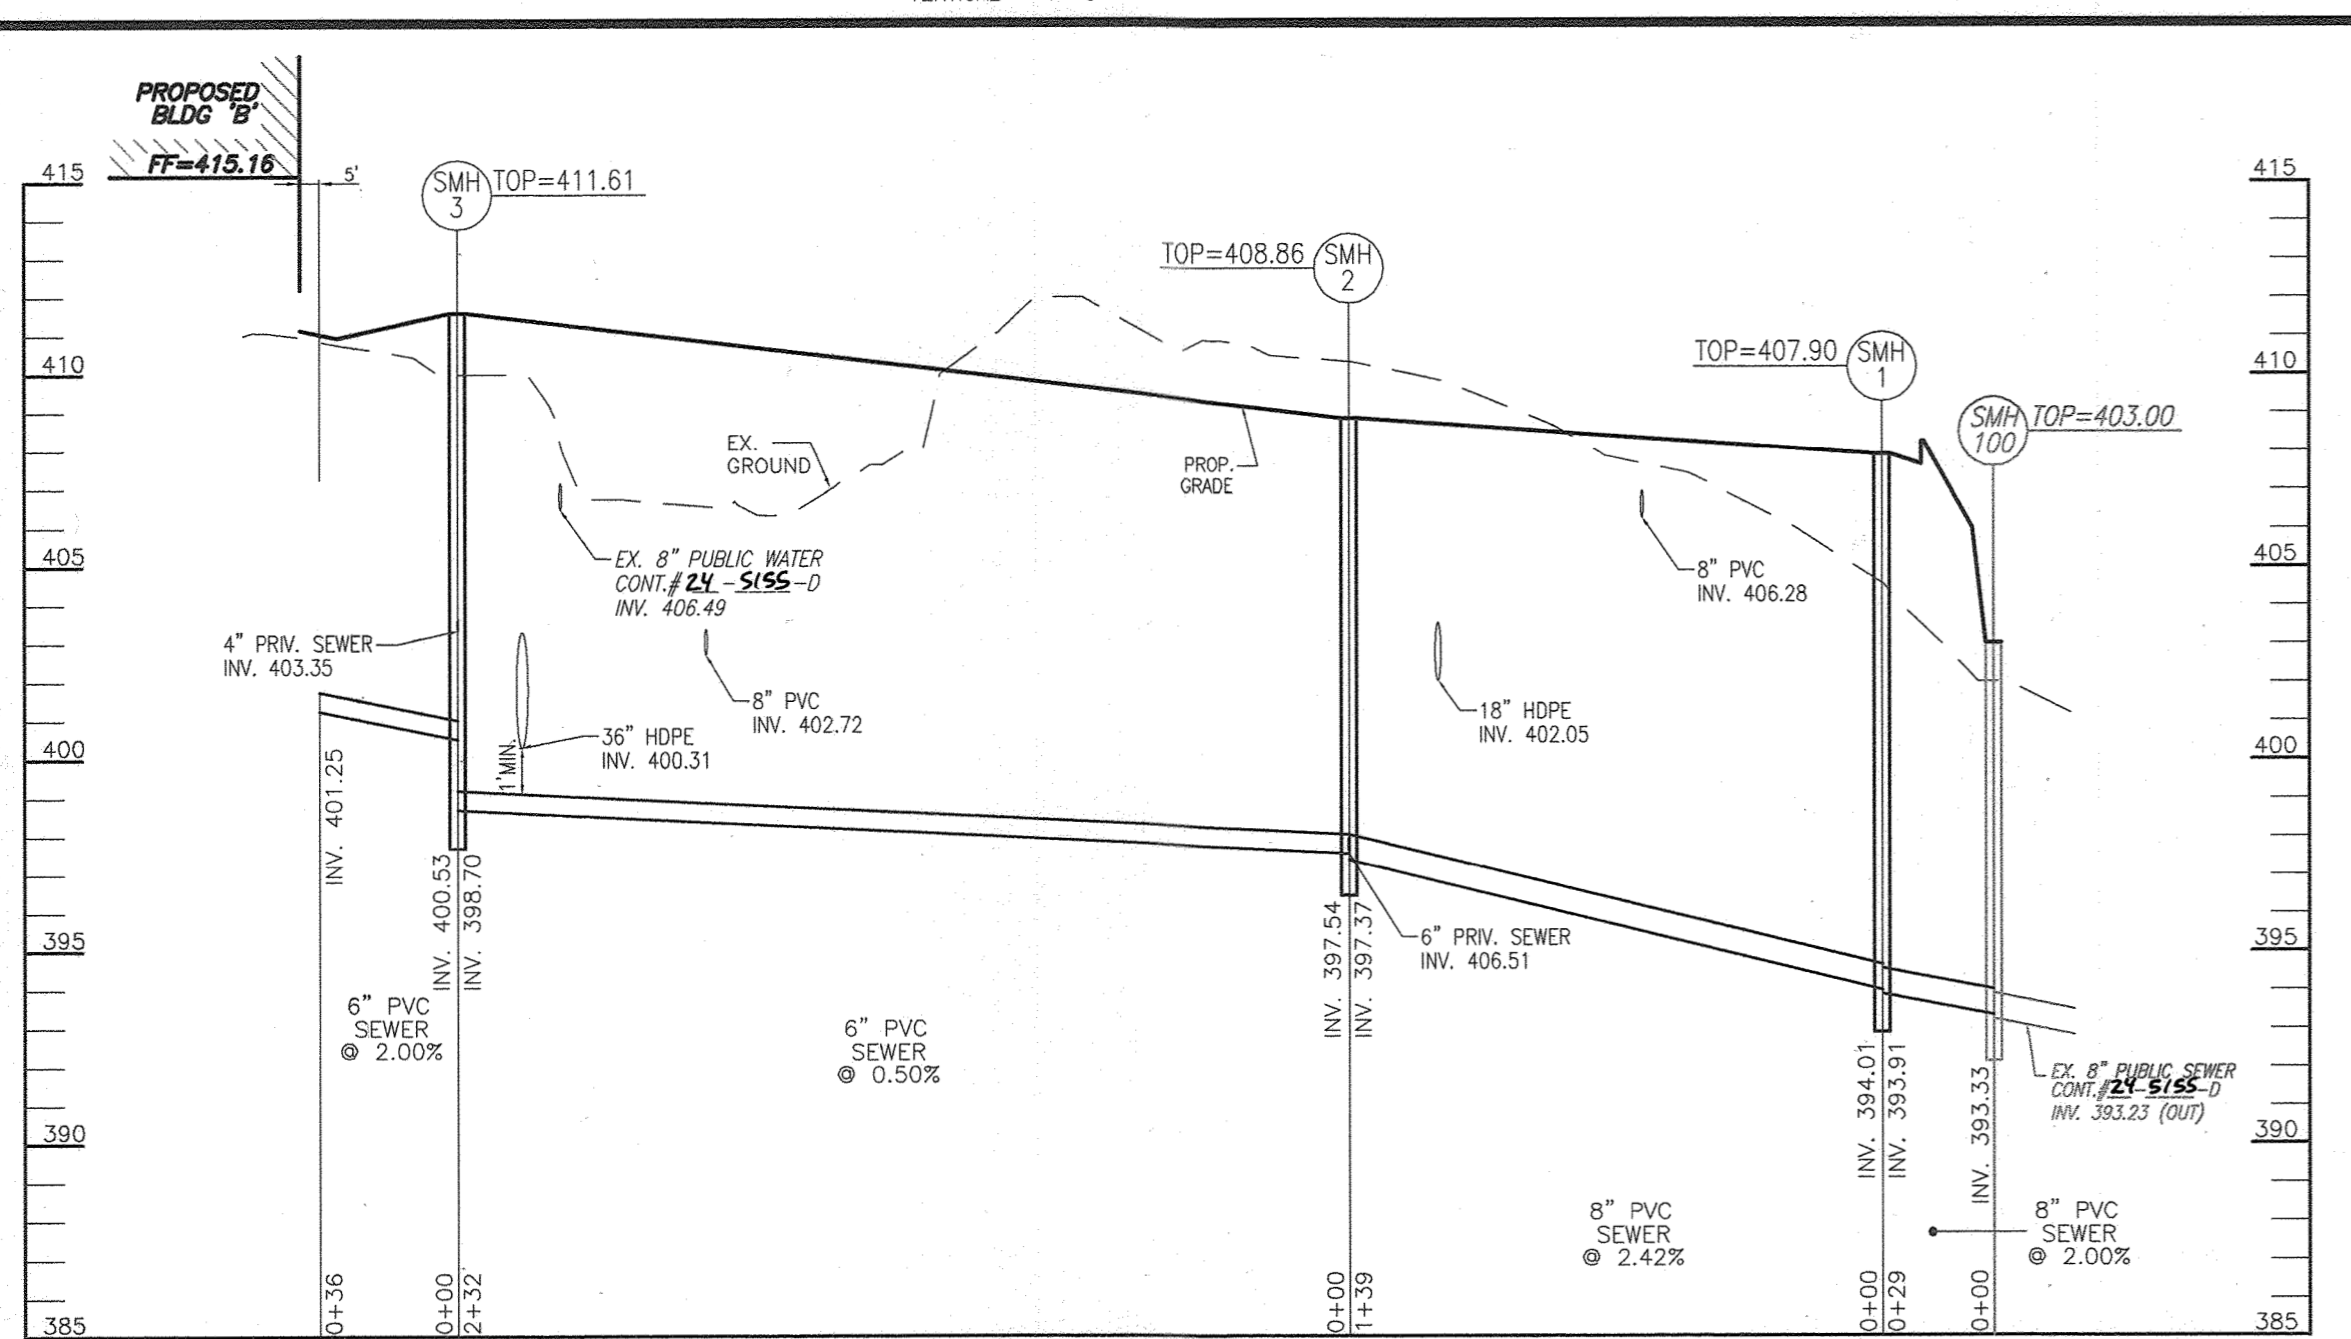 PROPOSED
BLDG 'B'
FF=415.16
5'
415
410
405
400
395
390
385
SMH
3
TOP=411.61
TOP=408.86
SMH
2
TOP=407.90
SMH
1
SMH
100
TOP=403.00
415
410
405
400
395
390
385
EX.
GROUND
PROP.
GRADE
EX. 8" PUBLIC WATER
CONT.#24-5155-D
INV. 406.49
8" PVC
INV. 406.28
4" PRIV. SEWER
INV. 403.35
8" PVC
INV. 402.72
36" HDPE
INV. 400.31
1' MIN.
18" HDPE
INV. 402.05
INV. 401.25
INV. 400.53
INV. 398.70
INV. 397.54
INV. 397.37
6" PRIV. SEWER
INV. 406.51
INV. 394.01
INV. 393.91
INV. 393.33
EX. 8" PUBLIC SEWER
CONT.#24-5155-D
INV. 393.23 (OUT)
6" PVC
SEWER
@ 2.00%
6" PVC
SEWER
@ 0.50%
8" PVC
SEWER
@ 2.42%
8" PVC
SEWER
@ 2.00%
0+36
0+00
2+32
0+00
1+39
0+00
0+29
0+00